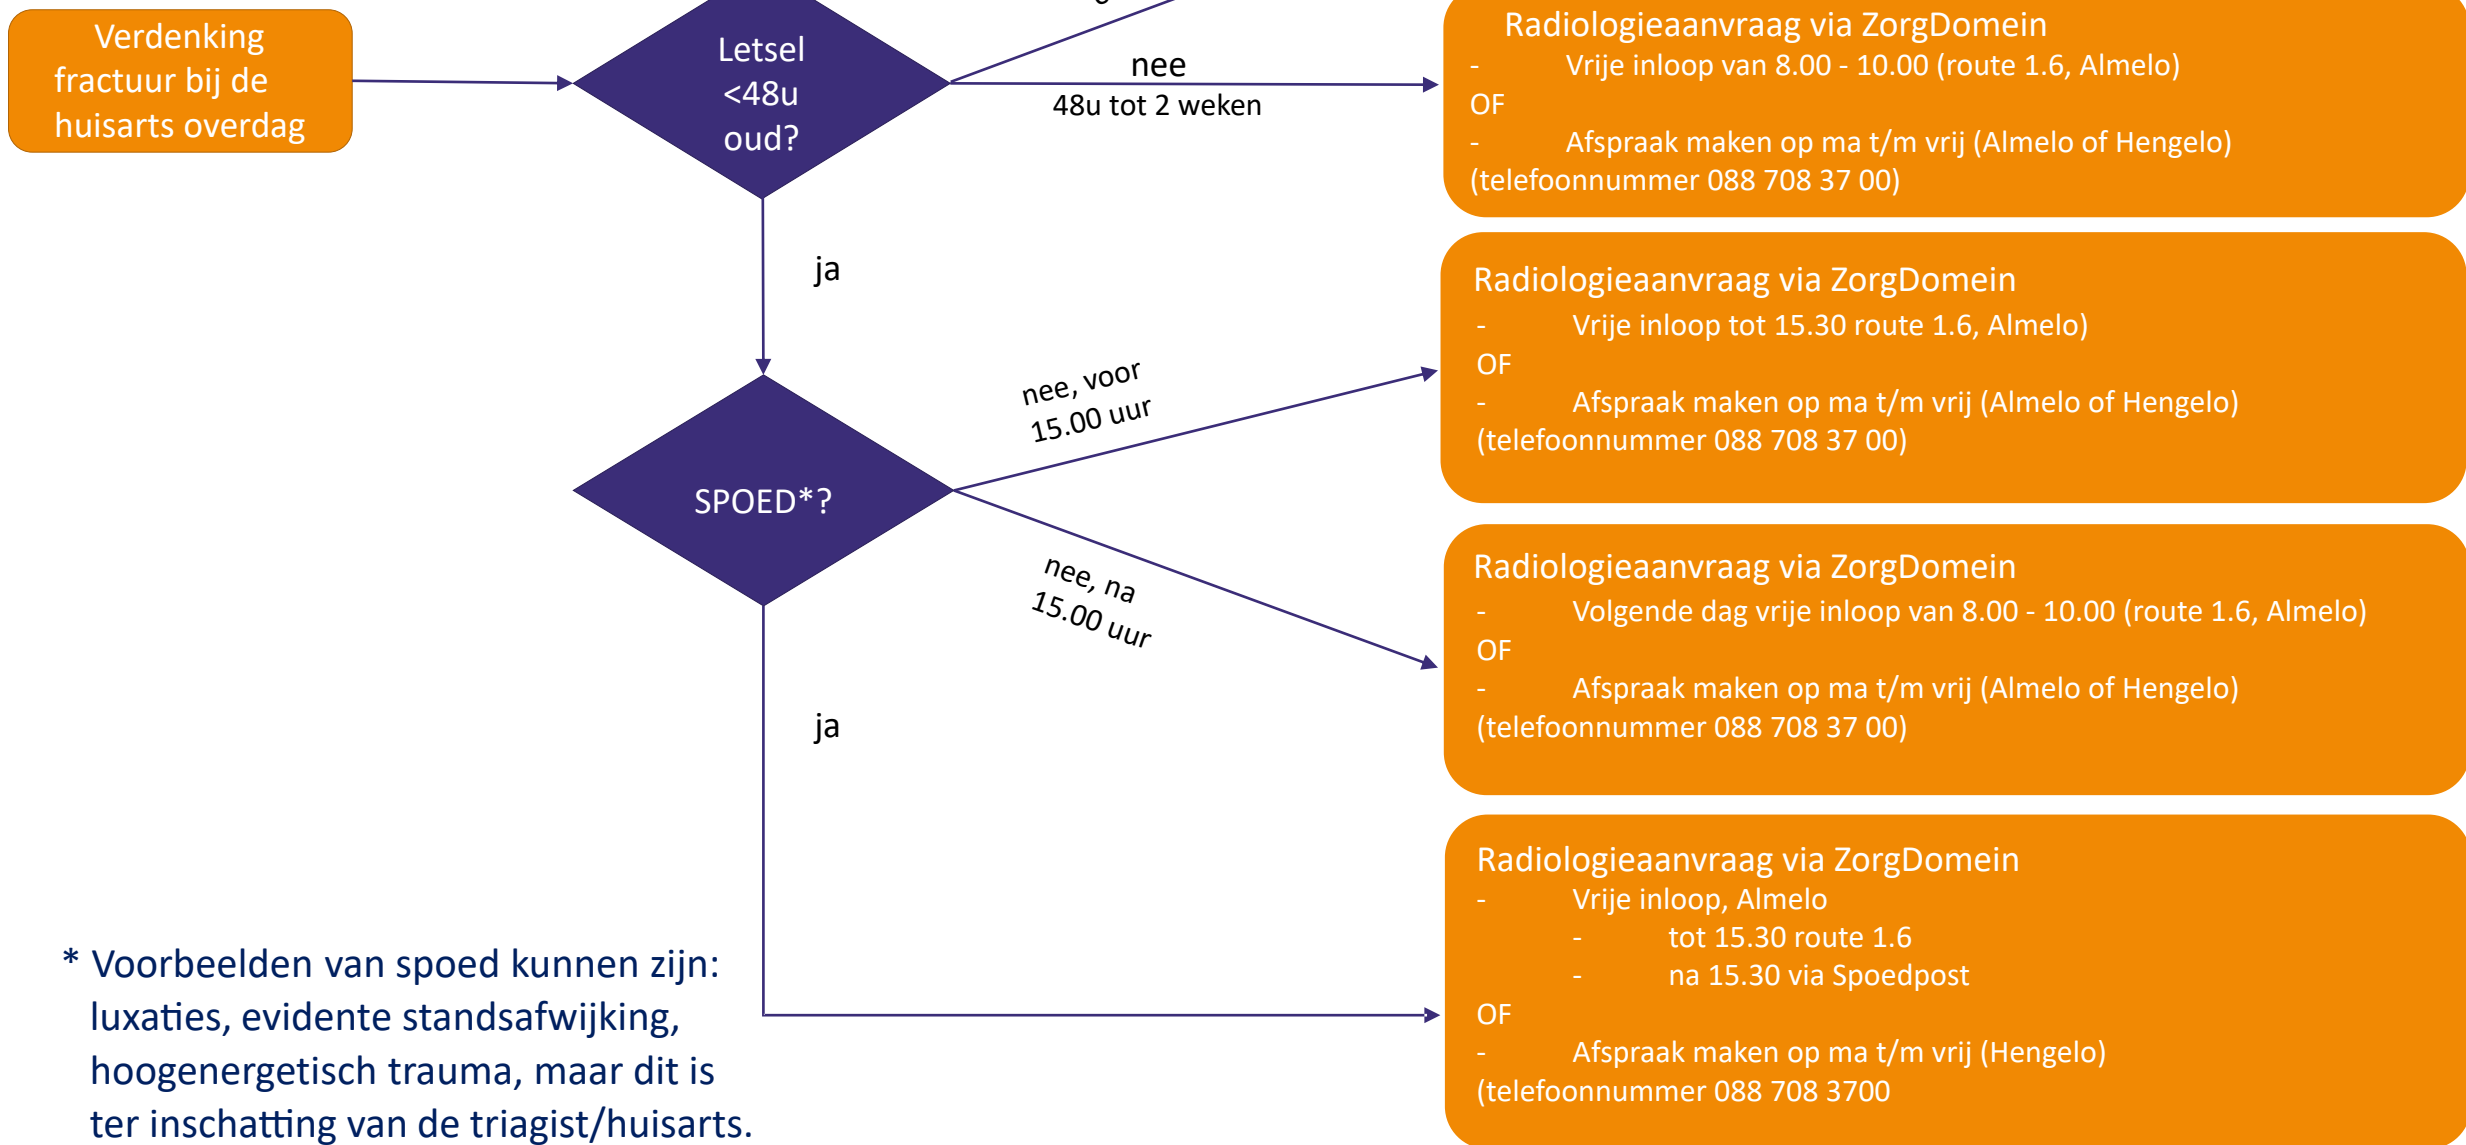 Verdenking
fractuur bij de
huisarts overdag
Letsel
<48u
oud?
nee
48u tot 2 weken
Radiologieaanvraag via ZorgDomein
- Vrije inloop van 8.00 - 10.00 (route 1.6, Almelo)
OF
- Afspraak maken op ma t/m vrij (Almelo of Hengelo)
(telefoonnummer 088 708 37 00)
ja
SPOED*?
nee, voor
15.00 uur
Radiologieaanvraag via ZorgDomein
- Vrije inloop tot 15.30 route 1.6, Almelo)
OF
- Afspraak maken op ma t/m vrij (Almelo of Hengelo)
(telefoonnummer 088 708 37 00)
nee, na
15.00 uur
Radiologieaanvraag via ZorgDomein
- Volgende dag vrije inloop van 8.00 - 10.00 (route 1.6, Almelo)
OF
- Afspraak maken op ma t/m vrij (Almelo of Hengelo)
(telefoonnummer 088 708 37 00)
ja
Radiologieaanvraag via ZorgDomein
- Vrije inloop, Almelo
- tot 15.30 route 1.6
- na 15.30 via Spoedpost
OF
- Afspraak maken op ma t/m vrij (Hengelo)
(telefoonnummer 088 708 3700
* Voorbeelden van spoed kunnen zijn:
luxaties, evidente standsafwijking,
hoogenergetisch trauma, maar dit is
ter inschatting van de triagist/huisarts.